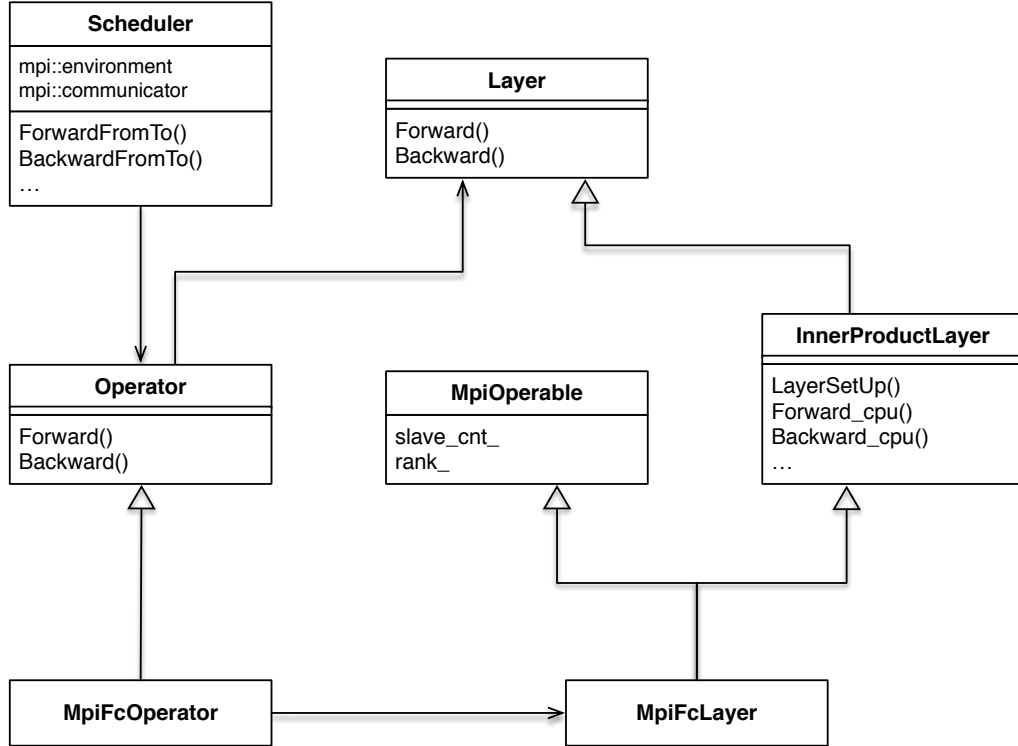 Scheduler
mpi::environment
mpi::communicator
ForwardFromTo()
BackwardFromTo()
…
Layer
Forward()
Backward()
InnerProductLayer
LayerSetUp()
Forward_cpu()
Backward_cpu()
…
Operator
Forward()
Backward()
MpiOperable
slave_cnt_
rank_
MpiFcOperator
MpiFcLayer